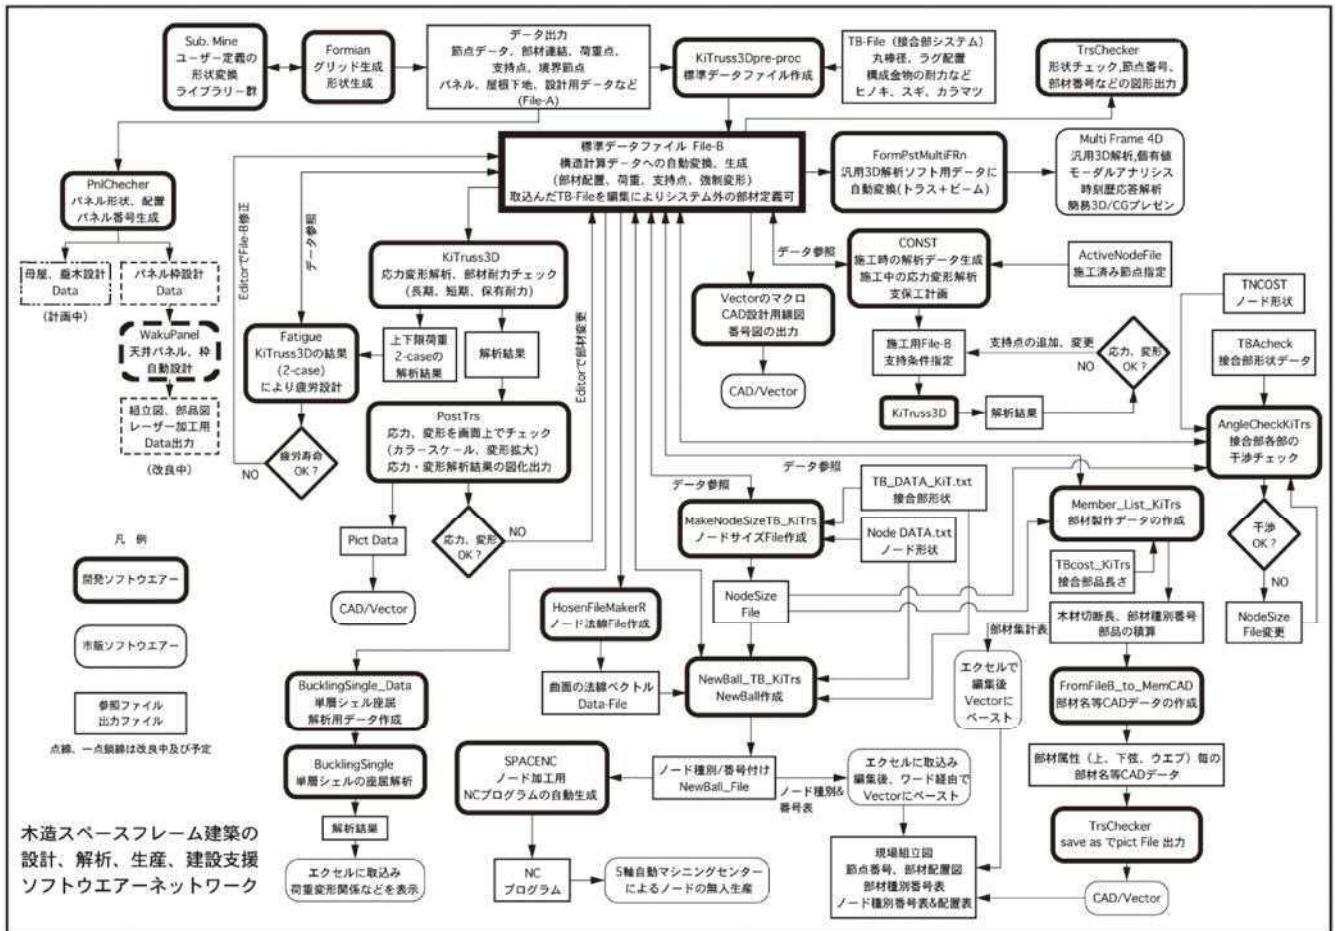 Sub. Mine
ユーザー定義の
形状変換
ライブラリー群
Formian
グリッド生成
形状生成
データ出力
節点データ、部材連結、荷重点、
支持点、境界節点
パネル、屋根下地、設計用データなど
(File-A)
KiTruss3Dpre-proc
標準データファイル作成
TB-File（接合部システム）
丸棒径、ラグ配置
構成金物の耐力など
ヒノキ、スギ、カラマツ
TrsChecker
形状チェック,節点番号、
部材番号などの図形出力
標準データファイル File-B
構造計算データへの自動変換、生成
(部材配置、荷重、支持点、強制変形)
取込んだTB-Fileを編集によりシステム外の部材定義可
FormPstMultiFRn
汎用3D解析ソフト用データに
自動変換(トラス+ビーム)
Multi Frame 4D
汎用3D解析,個有値
モーダルアナリシス
時刻歴応答解析
簡易3D/CGプレゼン
PnlChecher
パネル形状、配置
パネル番号生成
母屋、垂木設計
Data
(計画中)
パネル枠設計
Data
WakuPanel
天井パネル、枠
自動設計
組立図、部品図
レーザー加工用
Data出力
(改良中)
EditorでFile-B修正
データ参照
KiTruss3D
応力変形解析、部材耐力チェック
(長期、短期、保有耐力)
Fatigue
KiTruss3Dの結果
(2-case)
により疲労設計
上下限荷重
2-caseの
解析結果
解析結果
疲労寿命
OK？
NO
PostTrs
応力、変形を画面上でチェック
(カラースケール、変形拡大)
応力・変形解析結果の図化出力
Pict Data
CAD/Vector
応力、変形
OK？
NO
Editorで部材変更
Vectorのマクロ
CAD設計用線図
番号図の出力
CAD/Vector
データ参照
CONST
施工時の解析データ生成
施工中の応力変形解析
支保工計画
ActiveNodeFile
施工済み節点指定
施工用File-B
支持条件指定
支持点の追加、変更
NO
応力、変形
OK？
KiTruss3D
解析結果
TNCOST
ノード形状
TBAcheck
接合部形状データ
AngleCheckKiTrs
接合部各部の
干渉チェック
干渉
OK？
NO
NodeSize
File変更
データ参照
データ参照
TB_DATA_KiT.txt
接合部形状
MakeNodeSizeTB_KiTrs
ノードサイズFile作成
Node DATA.txt
ノード形状
NodeSize
File
Member_List_KiTrs
部材製作データの作成
TBcost_KiTrs
接合部品長さ
木材切断長、部材種別番号
部品の積算
部材集計表
エクセルで
編集後
Vectorに
ペースト
FromFileB_to_MemCAD
部材名等CADデータの作成
部材属性（上、下弦、ウエブ）毎の
部材名等CADデータ
TrsChecker
save as でpict File 出力
CAD/Vector
HosenFileMakerR
ノード法線File作成
曲面の法線ベクトル
Data-File
NewBall_TB_KiTrs
NewBall作成
ノード種別/番号付け
NewBall_File
ノード種別&
番号表
エクセルに取込み
編集後、ワード経由で
Vectorにペースト
現場組立図
節点番号、部材配置図
部材種別番号表
ノード種別番号表&配置表
SPACENC
ノード加工用
NCプログラムの自動生成
NC
プログラム
5軸自動マシニングセンター
によるノードの無人生産
BucklingSingle_Data
単層シェル座屈
解析用データ作成
BucklingSingle
単層シェルの座屈解析
解析結果
エクセルに取込み
荷重変形関係などを表示
凡 例
開発ソフトウエアー
市販ソフトウエアー
参照ファイル
出力ファイル
点線、一点鎖線は改良中及び予定
木造スペースフレーム建築の
設計、解析、生産、建設支援
ソフトウエアーネットワーク